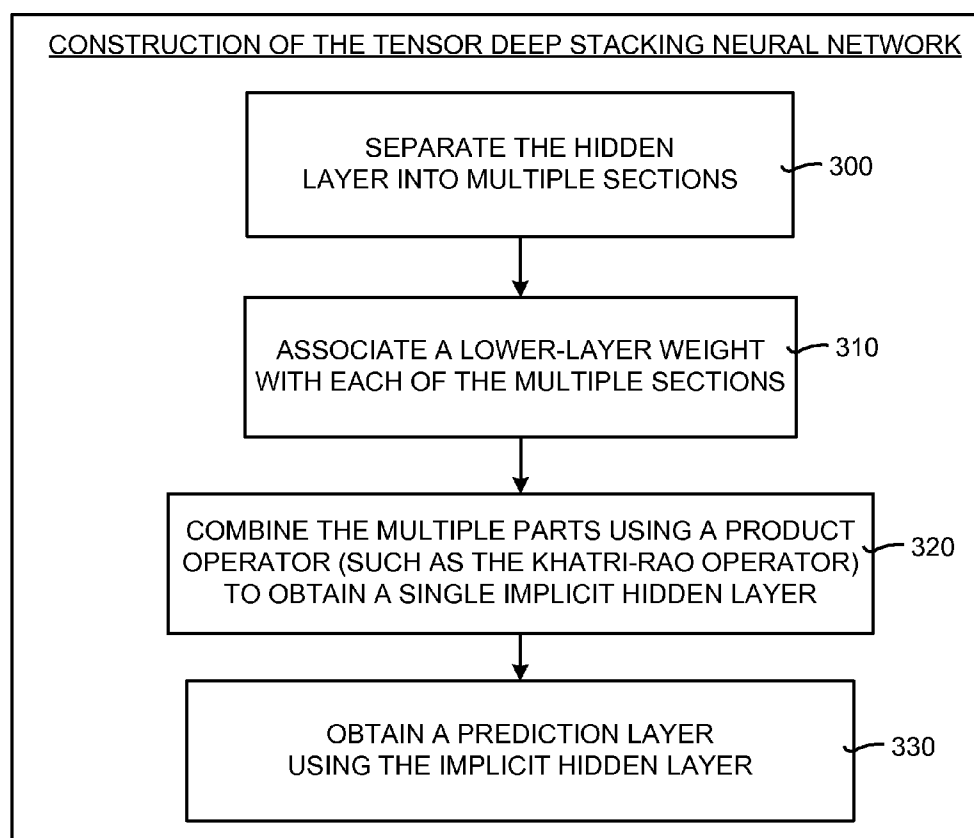 CONSTRUCTION OF THE TENSOR DEEP STACKING NEURAL NETWORK
SEPARATE THE HIDDEN
LAYER INTO MULTIPLE SECTIONS
300
ASSOCIATE A LOWER-LAYER WEIGHT
WITH EACH OF THE MULTIPLE SECTIONS
310
COMBINE THE MULTIPLE PARTS USING A PRODUCT
OPERATOR (SUCH AS THE KHATRI-RAO OPERATOR)
TO OBTAIN A SINGLE IMPLICIT HIDDEN LAYER
320
OBTAIN A PREDICTION LAYER
USING THE IMPLICIT HIDDEN LAYER
330